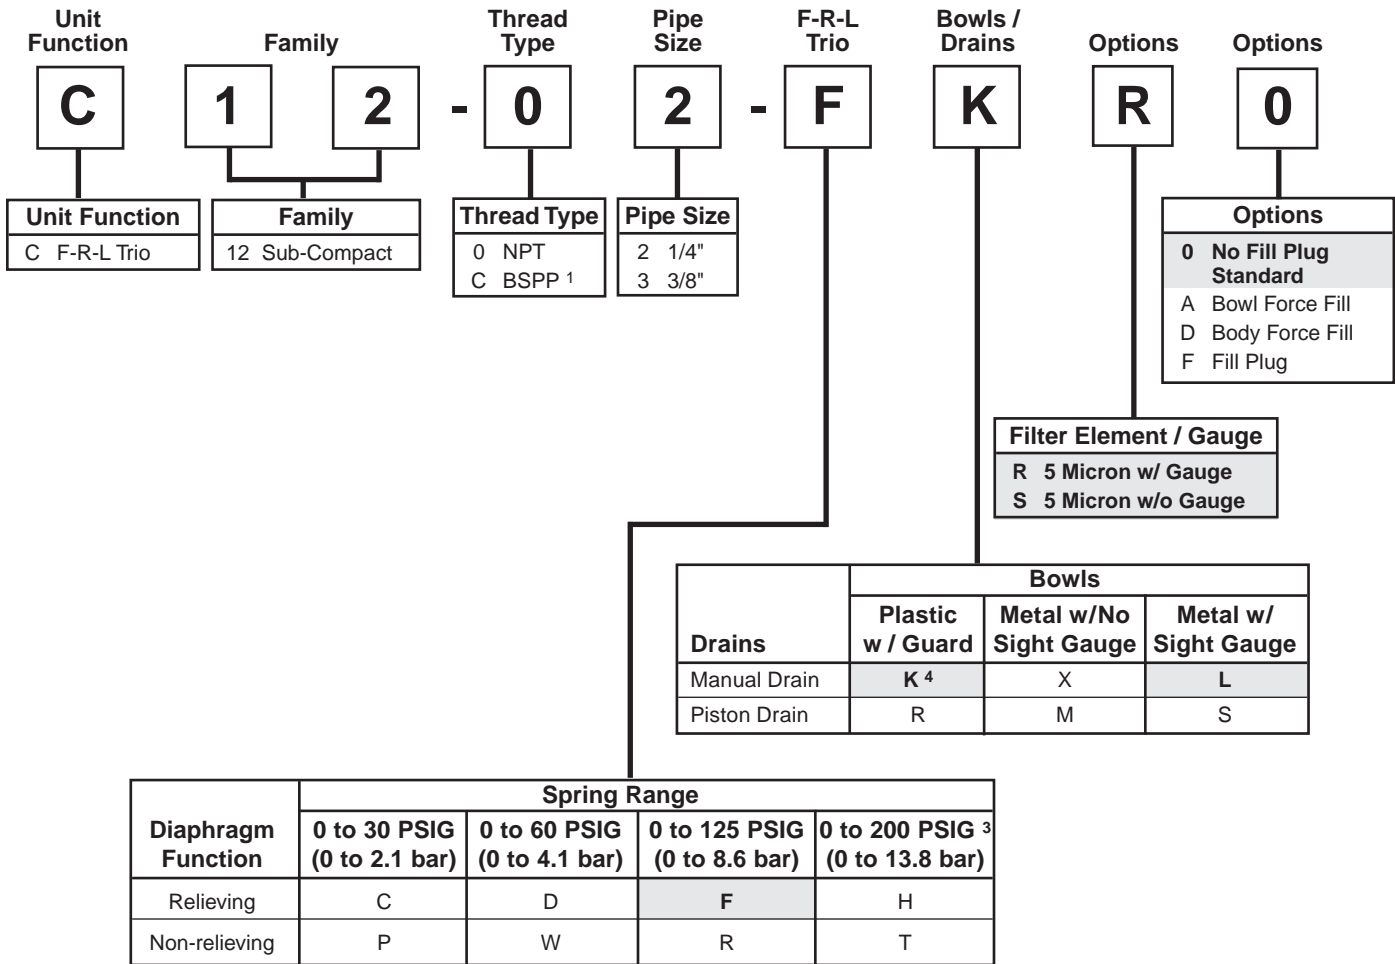 Unit Function
Family
Thread Type
Pipe Size
F-R-L Trio
Bowls / Drains
Options
Options
C 1 2 - 0 2 - F K R 0
Unit Function
C F-R-L Trio
Family
12 Sub-Compact
Thread Type
0 NPT
C BSPP 1
Pipe Size
2 1/4"
3 3/8"
Options
0 No Fill Plug
Standard
A Bowl Force Fill
D Body Force Fill
F Fill Plug
Filter Element / Gauge
R 5 Micron w/ Gauge
S 5 Micron w/o Gauge
Bowls
Drains
Plastic w / Guard
Metal w/No Sight Gauge
Metal w/ Sight Gauge
Manual Drain K 4 X L
Piston Drain R M S
Spring Range
Diaphragm Function
0 to 30 PSIG (0 to 2.1 bar)
0 to 60 PSIG (0 to 4.1 bar)
0 to 125 PSIG (0 to 8.6 bar)
0 to 200 PSIG 3 (0 to 13.8 bar)
Relieving C D F H
Non-relieving P W R T